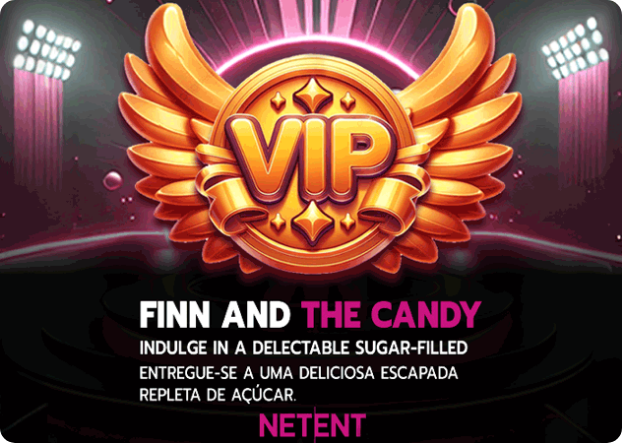 VIP
FINN AND THE CANDY
INDULGE IN A DELECTABLE SUGAR-FILLED
ENTREGUE-SE A UMA DELICIOSA ESCAPADA
REPLETA DE AÇÚCAR.
NETENT